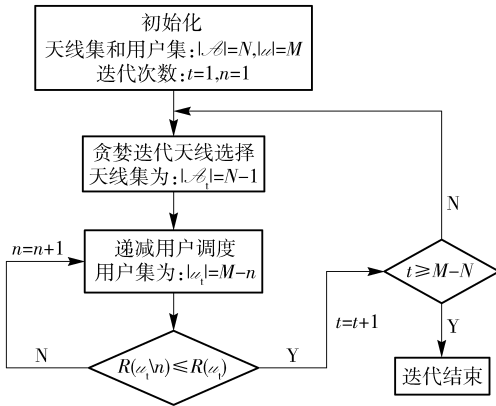 初始化
天线集和用户集:|𝒜|=N,|𝓊|=M
迭代次数:t=1,n=1
贪婪迭代天线选择
天线集为:|𝒜t|=N-1
N
n=n+1
递减用户调度
用户集为:|𝓊t|=M-n
t≥M-N
t=t+1
Y
N
R(𝓊t\n)≤R(𝓊t)
Y
迭代结束